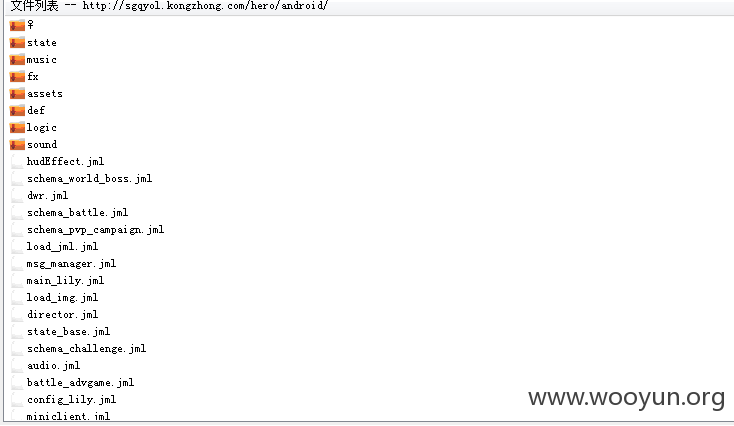 文件列表 -- http://sgqyol.kongzhong.com/hero/android/
♀
state
music
fx
assets
def
logic
sound
hudEffect.jml
schema_world_boss.jml
dwr.jml
schema_battle.jml
schema_pvp_campaign.jml
load_jml.jml
msg_manager.jml
main_lily.jml
load_img.jml
director.jml
state_base.jml
schema_challenge.jml
audio.jml
battle_advgame.jml
config_lily.jml
miniclient.jml
www.wooyun.org